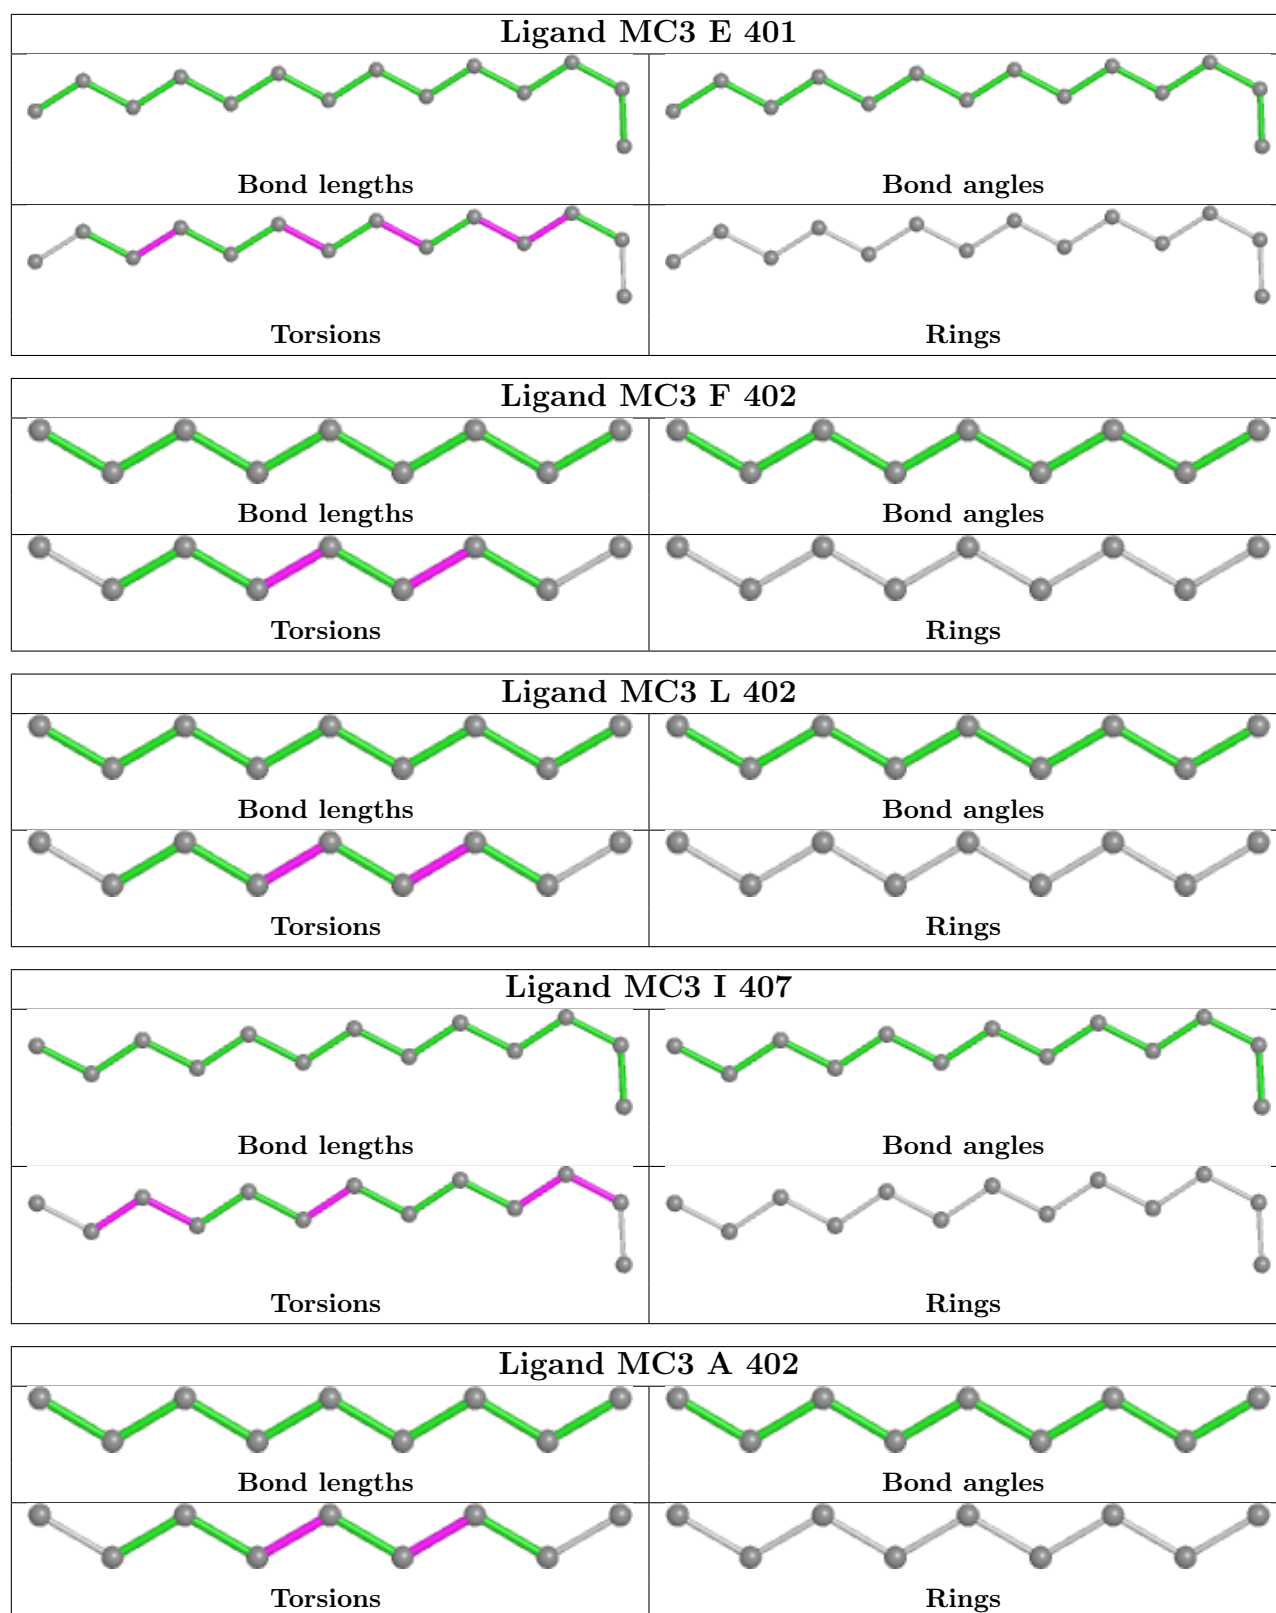 Ligand MC3 E 401
Bond lengths
Bond angles
Torsions
Rings
Ligand MC3 F 402
Bond lengths
Bond angles
Torsions
Rings
Ligand MC3 L 402
Bond lengths
Bond angles
Torsions
Rings
Ligand MC3 I 407
Bond lengths
Bond angles
Torsions
Rings
Ligand MC3 A 402
Bond lengths
Bond angles
Torsions
Rings